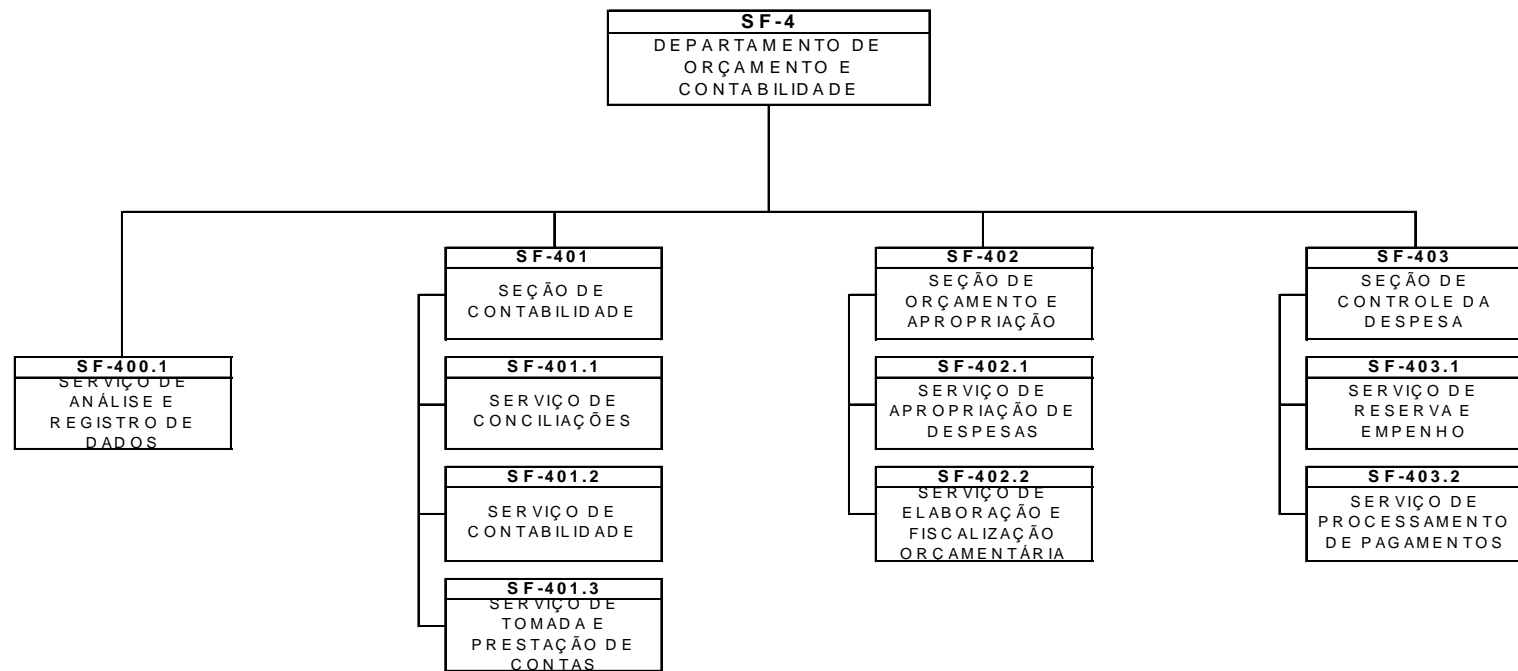 SF-4
DEPARTAMENTO DE
ORÇAMENTO E
CONTABILIDADE
SF-400.1
SERVIÇO DE
ANÁLISE E
REGISTRO DE
DADOS
SF-401
SEÇÃO DE
CONTABILIDADE
SF-401.1
SERVIÇO DE
CONCILIAÇÕES
SF-401.2
SERVIÇO DE
CONTABILIDADE
SF-401.3
SERVIÇO DE
TOMADA E
PRESTAÇÃO DE
CONTAS
SF-402
SEÇÃO DE
ORÇAMENTO E
APROPRIAÇÃO
SF-402.1
SERVIÇO DE
APROPRIAÇÃO DE
DESPESAS
SF-402.2
SERVIÇO DE
ELABORAÇÃO E
FISCALIZAÇÃO
ORÇAMENTÁRIA
SF-403
SEÇÃO DE
CONTROLE DA
DESPESA
SF-403.1
SERVIÇO DE
RESERVA E
EMPENHO
SF-403.2
SERVIÇO DE
PROCESSAMENTO
DE PAGAMENTOS